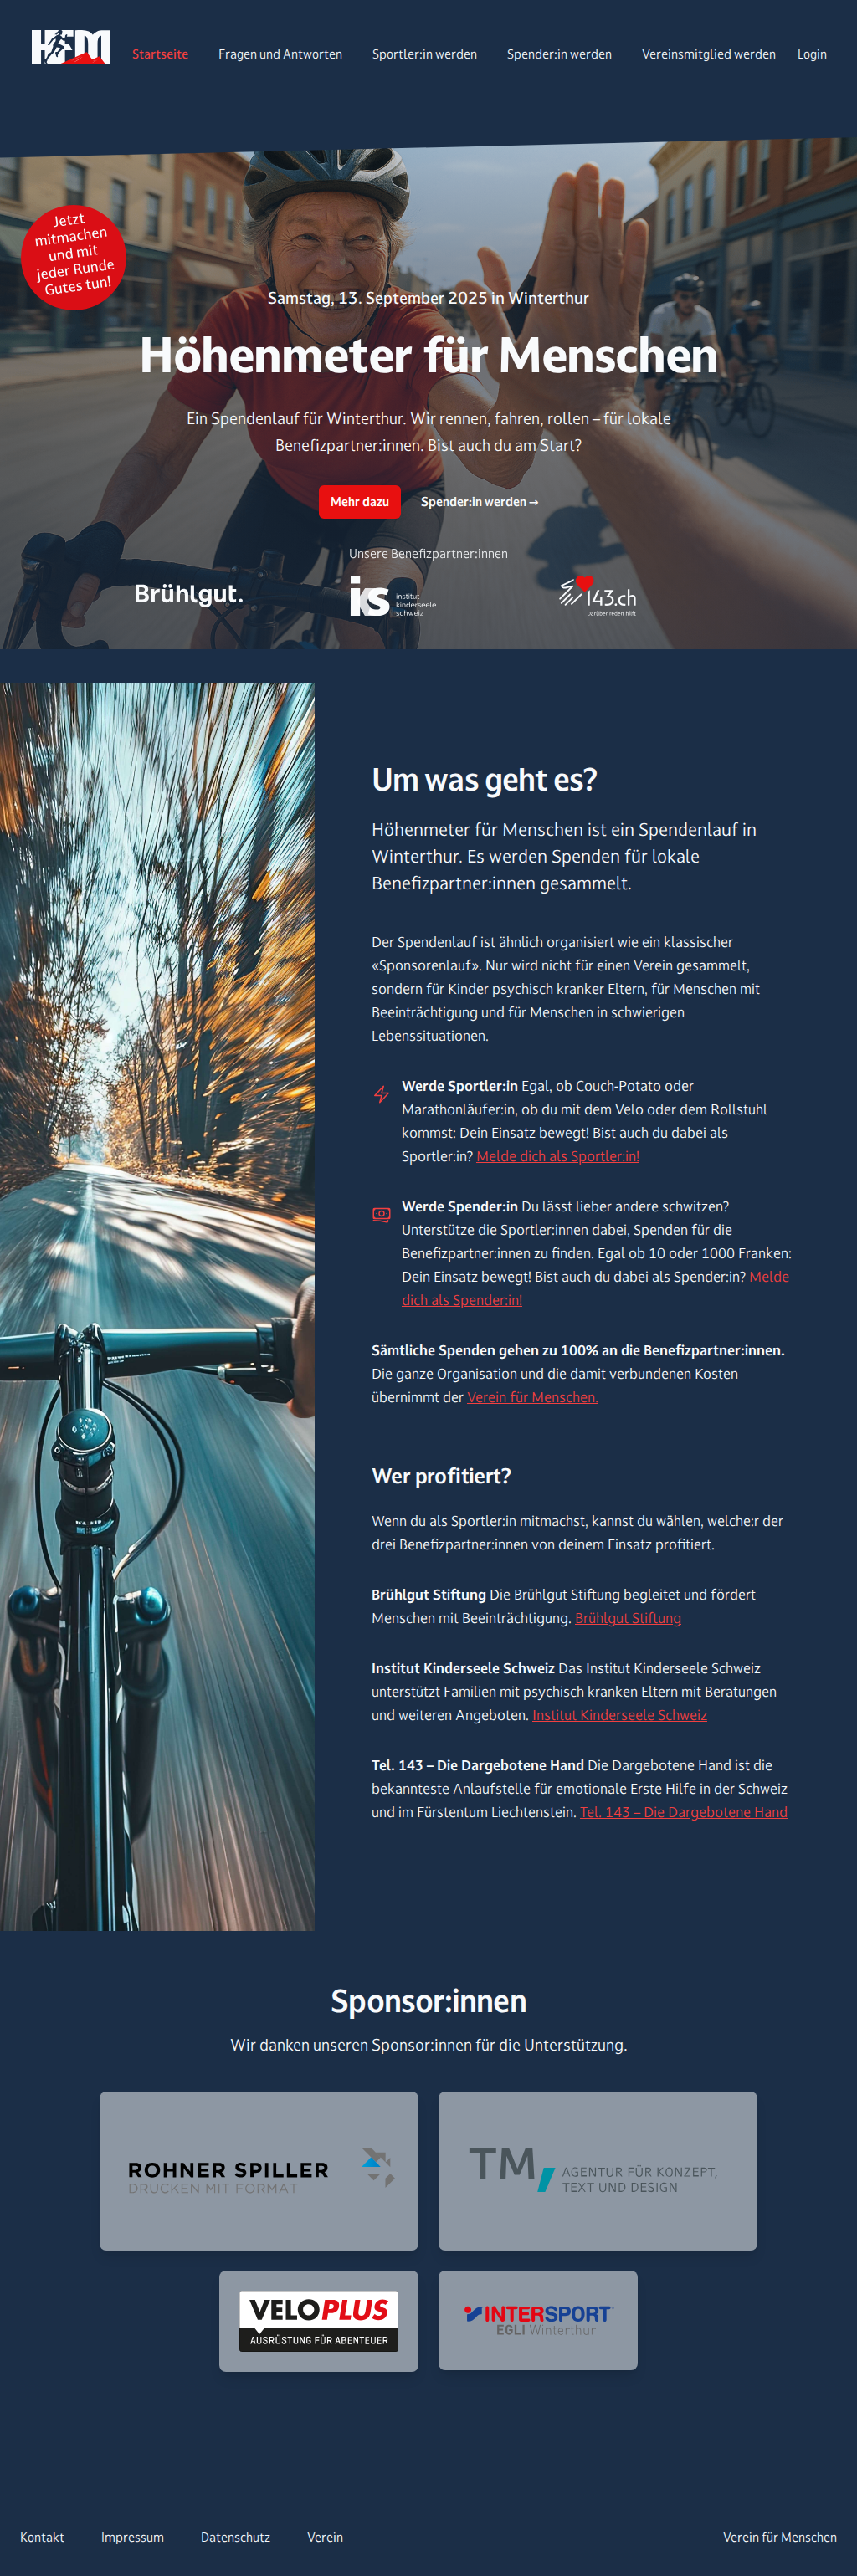 HFM
Startseite
Fragen und Antworten
Sportler:in werden
Spender:in werden
Vereinsmitglied werden
Login
Jetzt
mitmachen
und mit
jeder Runde
Gutes tun!
Samstag, 13. September 2025 in Winterthur
Höhenmeter für Menschen
Ein Spendenlauf für Winterthur. Wir rennen, fahren, rollen – für lokale
Benefizpartner:innen. Bist auch du am Start?
Mehr dazu
Spender:in werden →
Unsere Benefizpartner:innen
Brühlgut.
iks
institut
kinderseele
schweiz
143.ch
Darüber reden hilft
Um was geht es?
Höhenmeter für Menschen ist ein Spendenlauf in
Winterthur. Es werden Spenden für lokale
Benefizpartner:innen gesammelt.
Der Spendenlauf ist ähnlich organisiert wie ein klassischer
«Sponsorenlauf». Nur wird nicht für einen Verein gesammelt,
sondern für Kinder psychisch kranker Eltern, für Menschen mit
Beeinträchtigung und für Menschen in schwierigen
Lebenssituationen.
Werde Sportler:in Egal, ob Couch-Potato oder
Marathonläufer:in, ob du mit dem Velo oder dem Rollstuhl
kommst: Dein Einsatz bewegt! Bist auch du dabei als
Sportler:in? Melde dich als Sportler:in!
Werde Spender:in Du lässt lieber andere schwitzen?
Unterstütze die Sportler:innen dabei, Spenden für die
Benefizpartner:innen zu finden. Egal ob 10 oder 1000 Franken:
Dein Einsatz bewegt! Bist auch du dabei als Spender:in? Melde
dich als Spender:in!
Sämtliche Spenden gehen zu 100% an die Benefizpartner:innen.
Die ganze Organisation und die damit verbundenen Kosten
übernimmt der Verein für Menschen.
Wer profitiert?
Wenn du als Sportler:in mitmachst, kannst du wählen, welche:r der
drei Benefizpartner:innen von deinem Einsatz profitiert.
Brühlgut Stiftung Die Brühlgut Stiftung begleitet und fördert
Menschen mit Beeinträchtigung. Brühlgut Stiftung
Institut Kinderseele Schweiz Das Institut Kinderseele Schweiz
unterstützt Familien mit psychisch kranken Eltern mit Beratungen
und weiteren Angeboten. Institut Kinderseele Schweiz
Tel. 143 – Die Dargebotene Hand Die Dargebotene Hand ist die
bekannteste Anlaufstelle für emotionale Erste Hilfe in der Schweiz
und im Fürstentum Liechtenstein. Tel. 143 – Die Dargebotene Hand
Sponsor:innen
Wir danken unseren Sponsor:innen für die Unterstützung.
ROHNER SPILLER
DRUCKEN MIT FORMAT
TM,
AGENTUR FÜR KONZEPT,
TEXT UND DESIGN
VELOPLUS
AUSRÜSTUNG FÜR ABENTEUER
INTERSPORT
EGLI Winterthur
Kontakt
Impressum
Datenschutz
Verein
Verein für Menschen